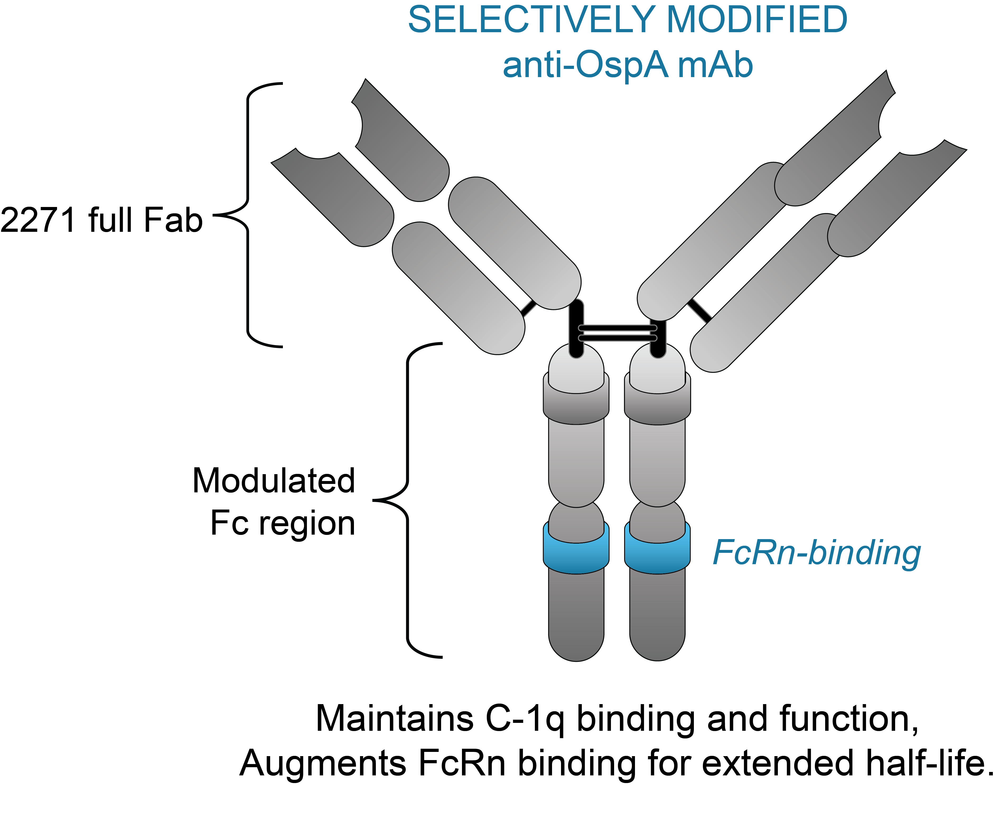 SELECTIVELY MODIFIED
anti-OspA mAb
2271 full Fab
Modulated
Fc region
FcRn-binding
Maintains C-1q binding and function,
Augments FcRn binding for extended half-life.